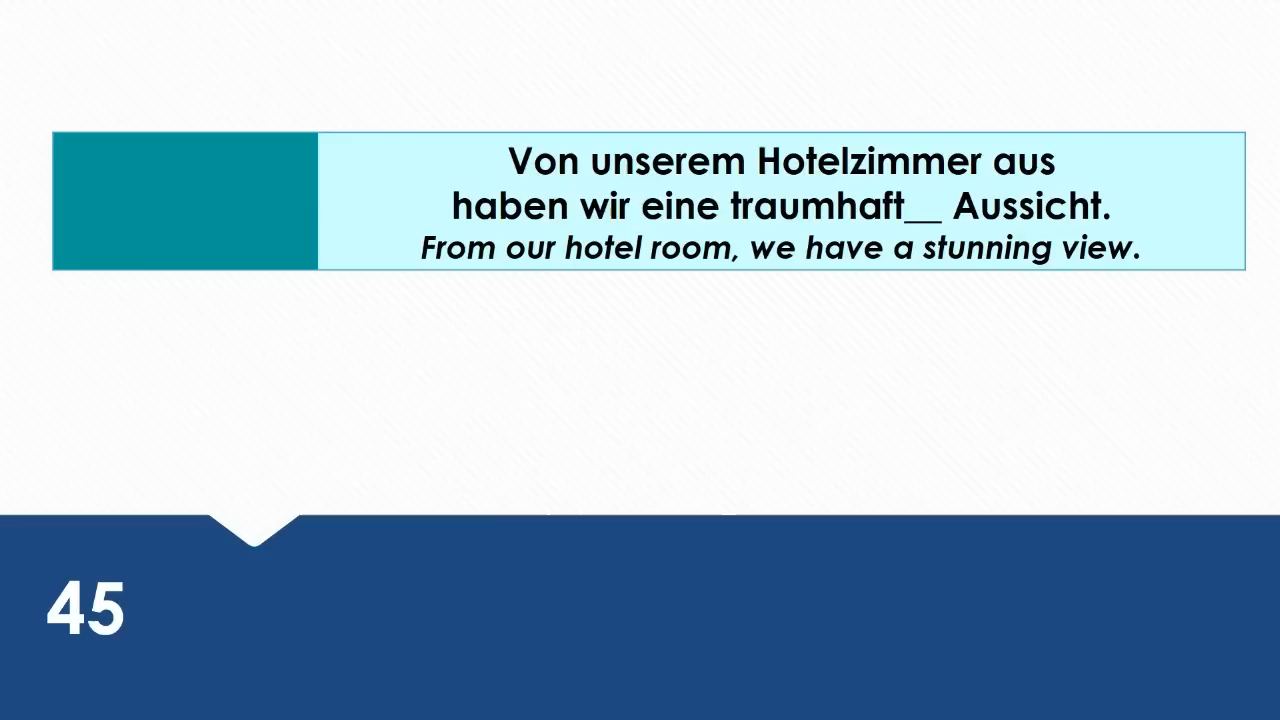 Von unserem Hotelzimmer aus
haben wir eine traumhaft__ Aussicht.
From our hotel room, we have a stunning view.
45